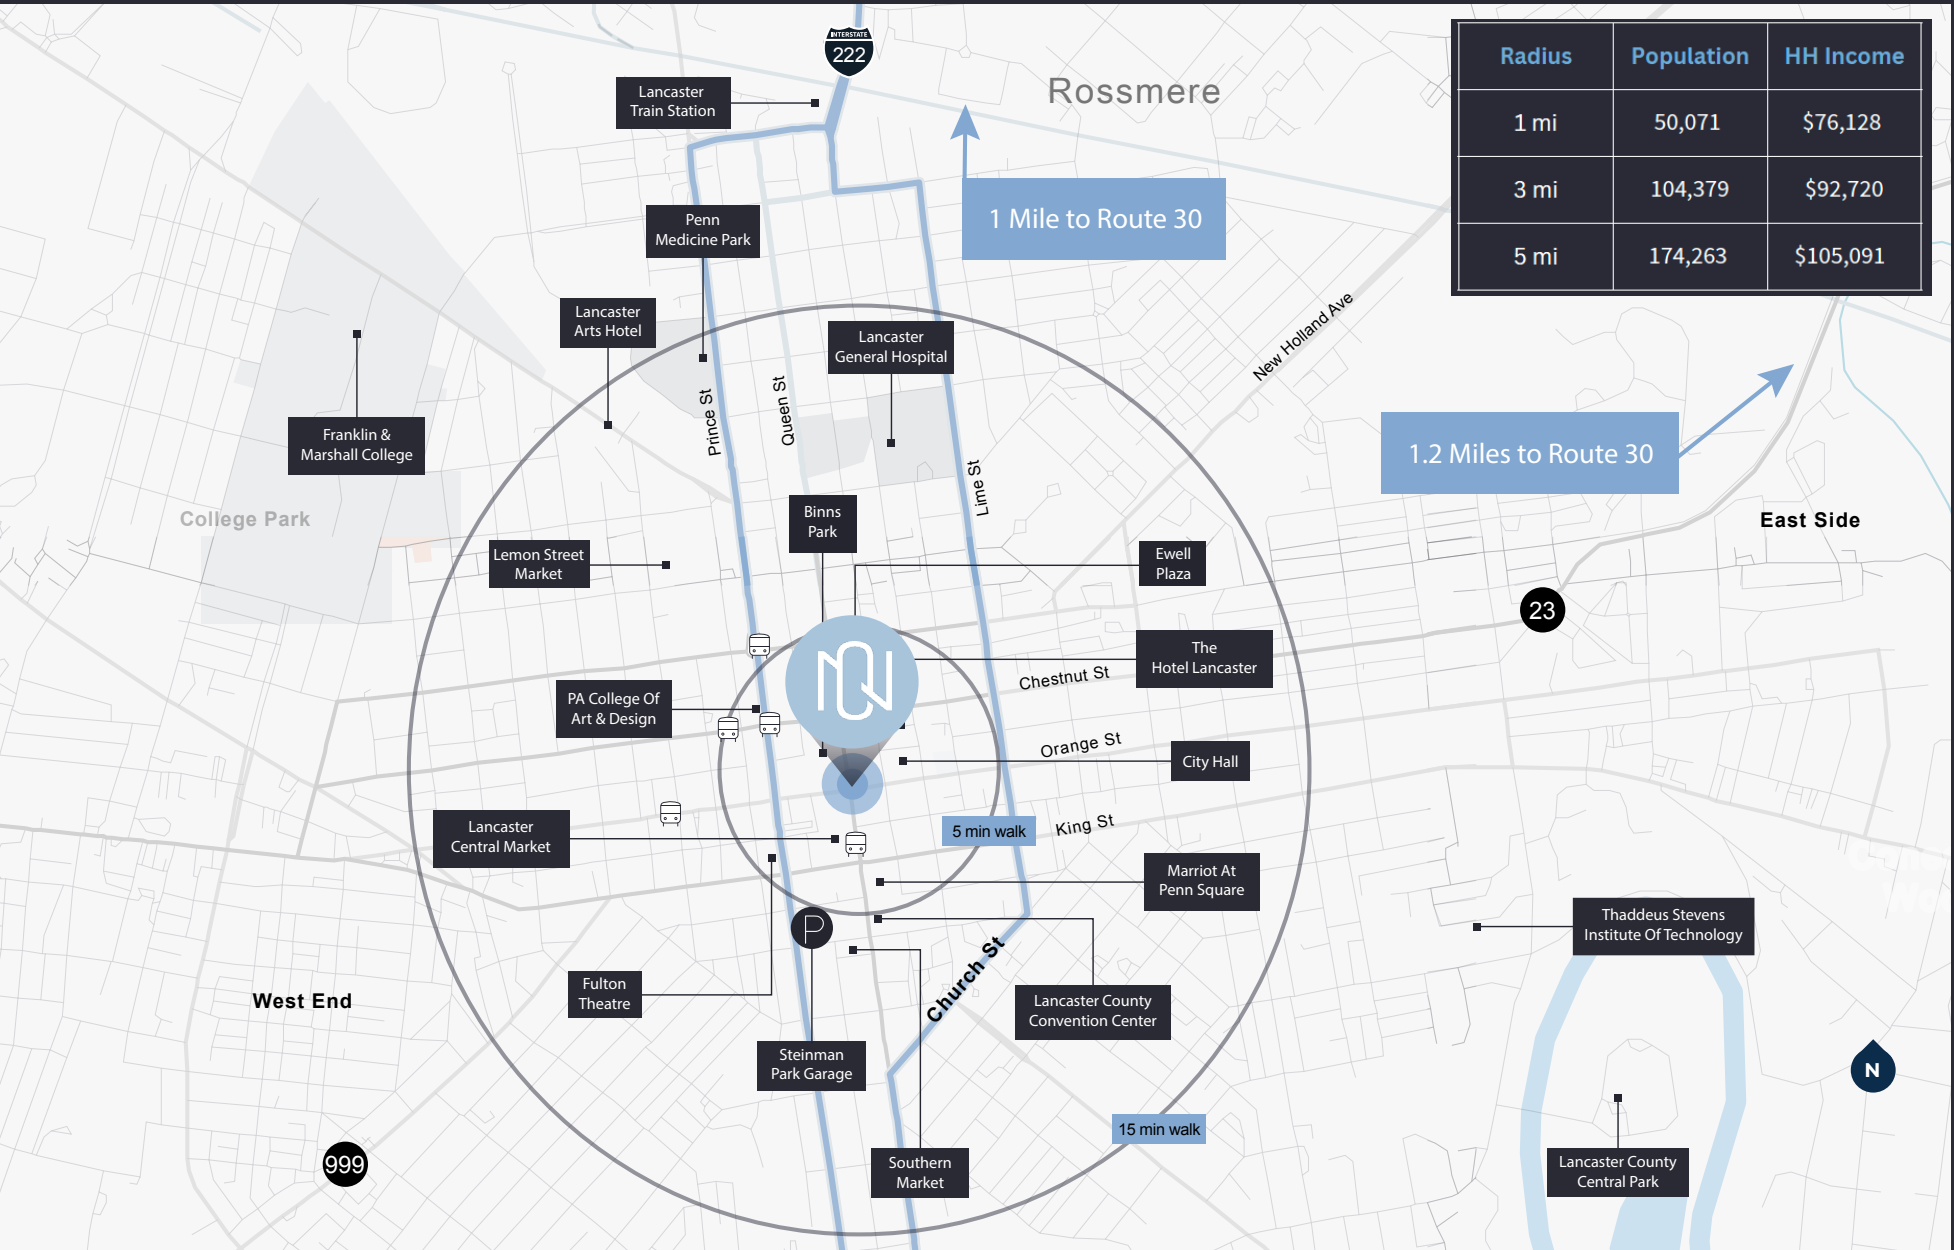 INTERSTATE
222
Radius Population HH Income
1 mi 50,071 $76,128
3 mi 104,379 $92,720
5 mi 174,263 $105,091
Lancaster
Train Station
Rossmere
1 Mile to Route 30
Penn
Medicine Park
Lancaster
Arts Hotel
Lancaster
General Hospital
New Holland Ave
Prince St
Queen St
Lime St
Franklin &
Marshall College
1.2 Miles to Route 30
College Park
East Side
Binns
Park
Lemon Street
Market
Ewell
Plaza
23
The
Hotel Lancaster
Chestnut St
PA College Of
Art & Design
Orange St
City Hall
Lancaster
Central Market
5 min walk
King St
Marriot At
Penn Square
P
Thaddeus Stevens
Institute Of Technology
Church St
West End
Fulton
Theatre
Lancaster County
Convention Center
Steinman
Park Garage
N
15 min walk
999
Southern
Market
Lancaster County
Central Park